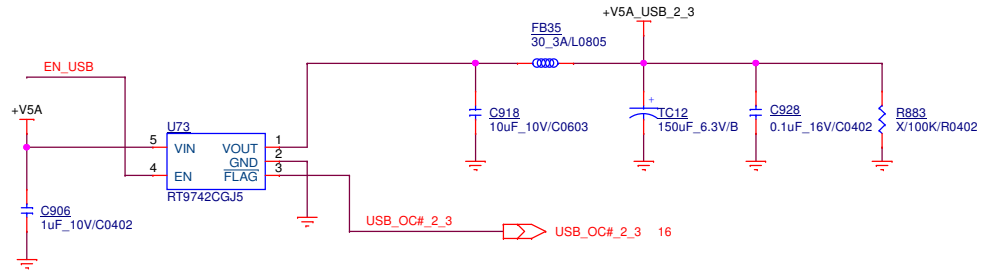 +V5A_USB_2_3
FB35
30_3A/L0805
EN_USB
+V5A
U73
5 VIN VOUT 1
GND 2
4 EN FLAG 3
RT9742CGJ5
C918
10uF_10V/C0603
+
TC12
150uF_6.3V/B
C928
0.1uF_16V/C0402
R883
X/100K/R0402
C906
1uF_10V/C0402
USB_OC#_2_3
USB_OC#_2_3 16